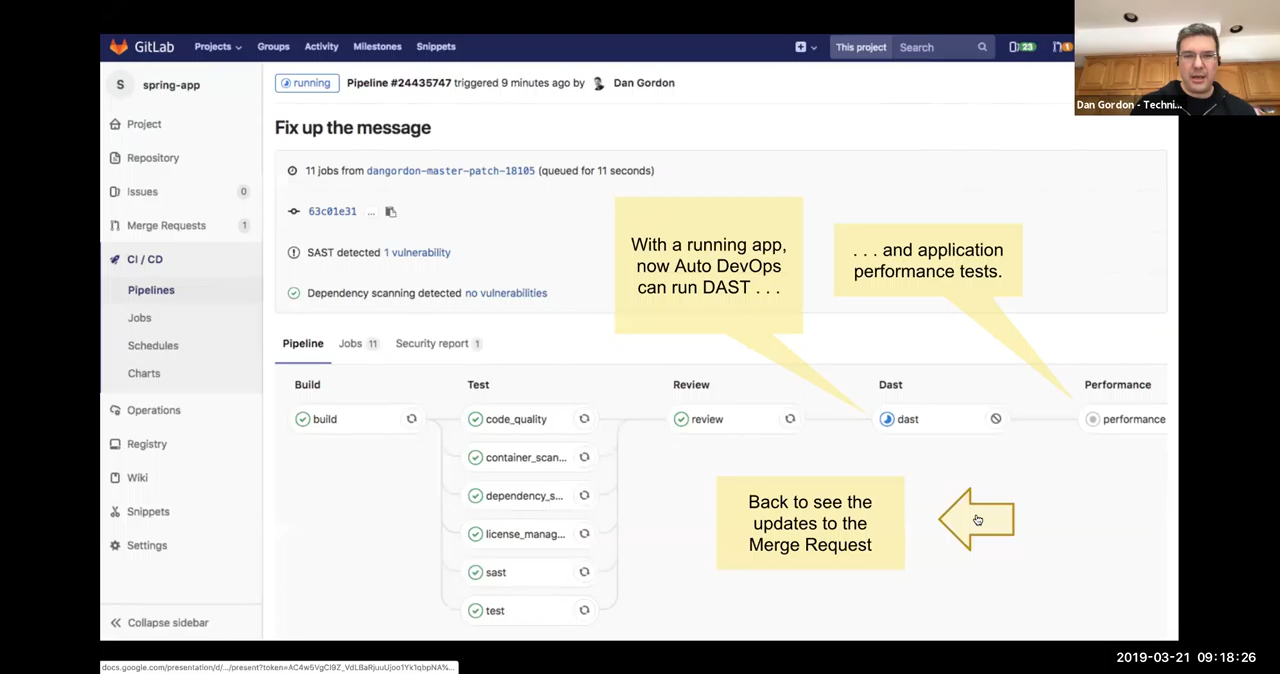 GitLab Projects Groups Activity Milestones Snippets This project Search 23 1
Dan Gordon - Techni...
S spring-app
running Pipeline #24435747 triggered 9 minutes ago by Dan Gordon
Project
Repository
Issues 0
Merge Requests 1
CI / CD
Pipelines
Jobs
Schedules
Charts
Operations
Registry
Wiki
Snippets
Settings
Collapse sidebar
Fix up the message
11 jobs from dangordon-master-patch-18105 (queued for 11 seconds)
63c01e31 ...
SAST detected 1 vulnerability
Dependency scanning detected no vulnerabilities
With a running app,
now Auto DevOps
can run DAST . . .
. . . and application
performance tests.
Pipeline Jobs 11 Security report 1
Build Test Review Dast Performance
build code_quality review dast performance
container_scan...
dependency_s...
license_manag...
sast
test
Back to see the
updates to the
Merge Request
2019-03-21 09:18:26